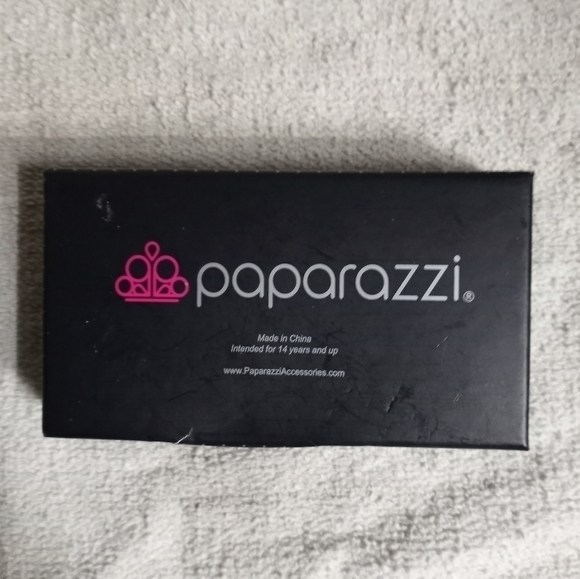 paparazzi®
Made in China
Intended for 14 years and up
www.PaparazziAccessories.com